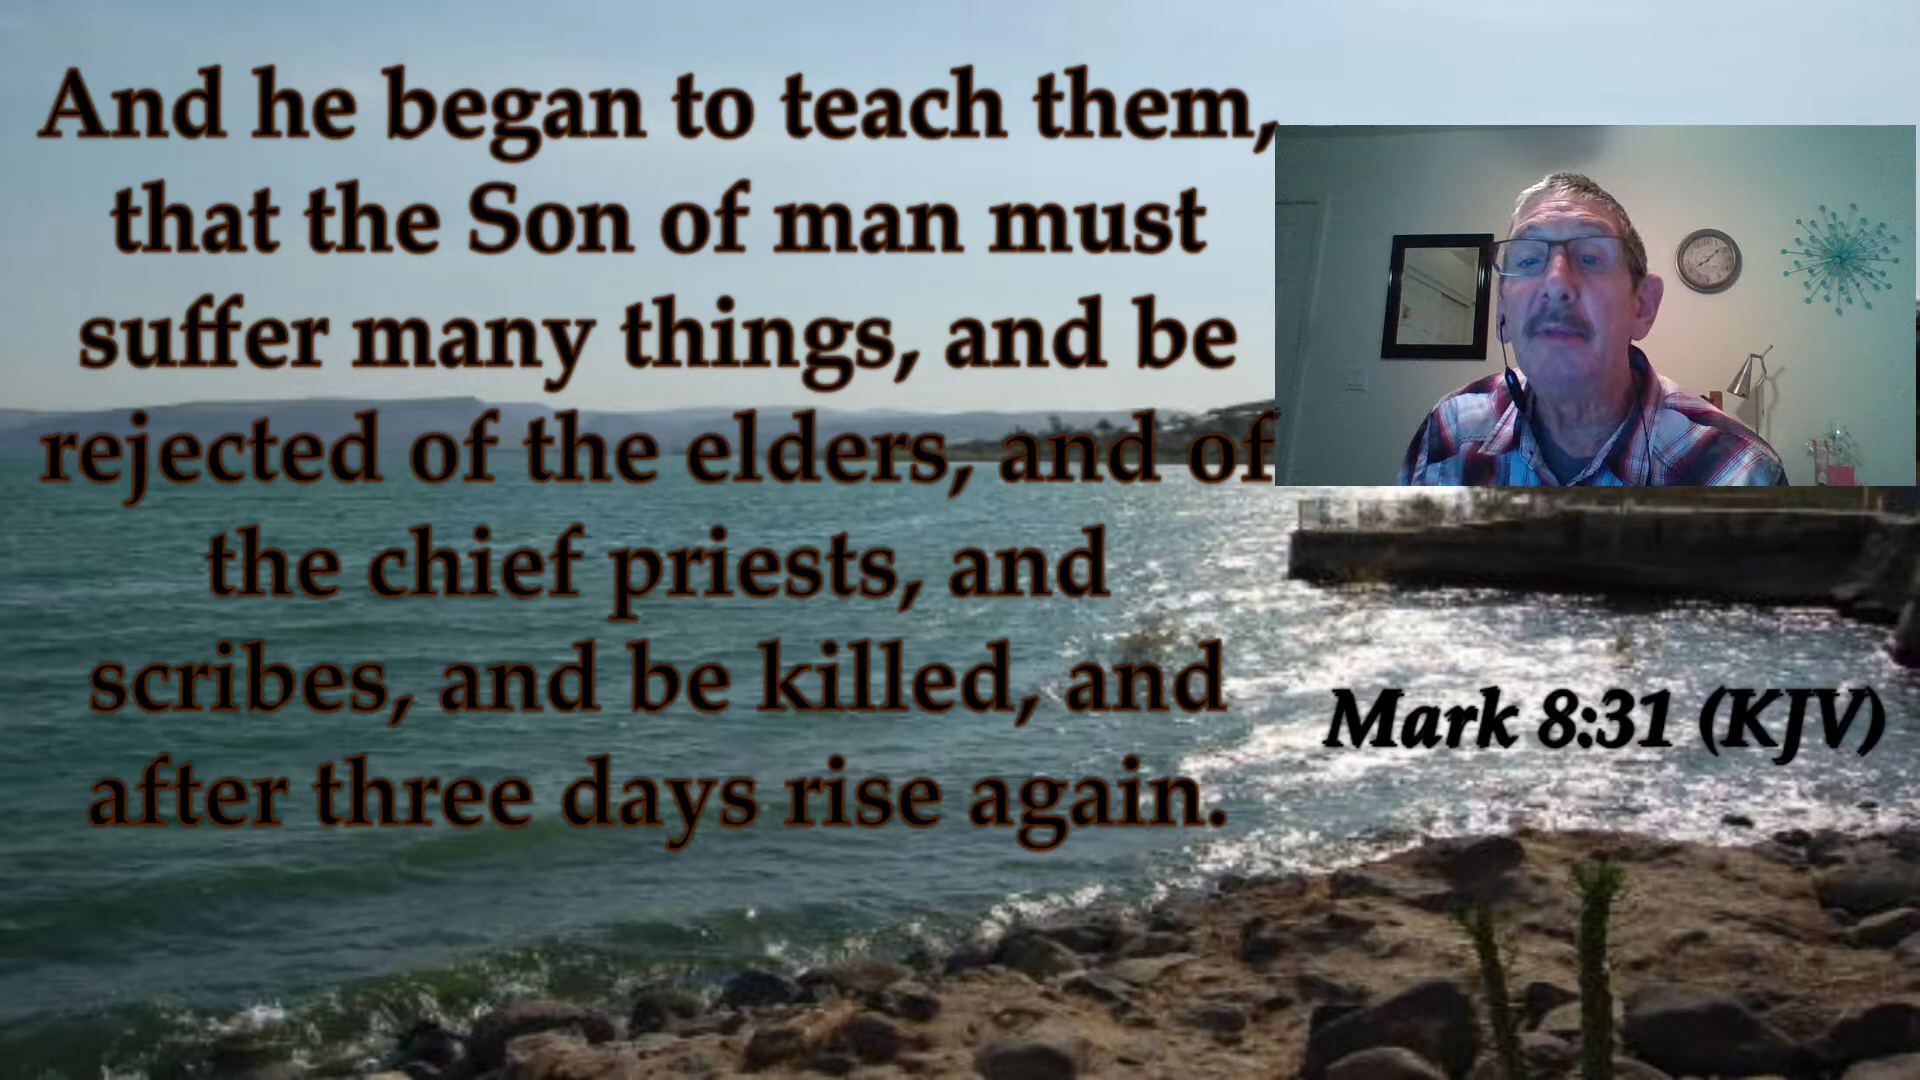 And he began to teach them,
that the Son of man must
suffer many things, and be
rejected of the elders, and of
the chief priests, and
scribes, and be killed, and
after three days rise again.
Mark 8:31 (KJV)